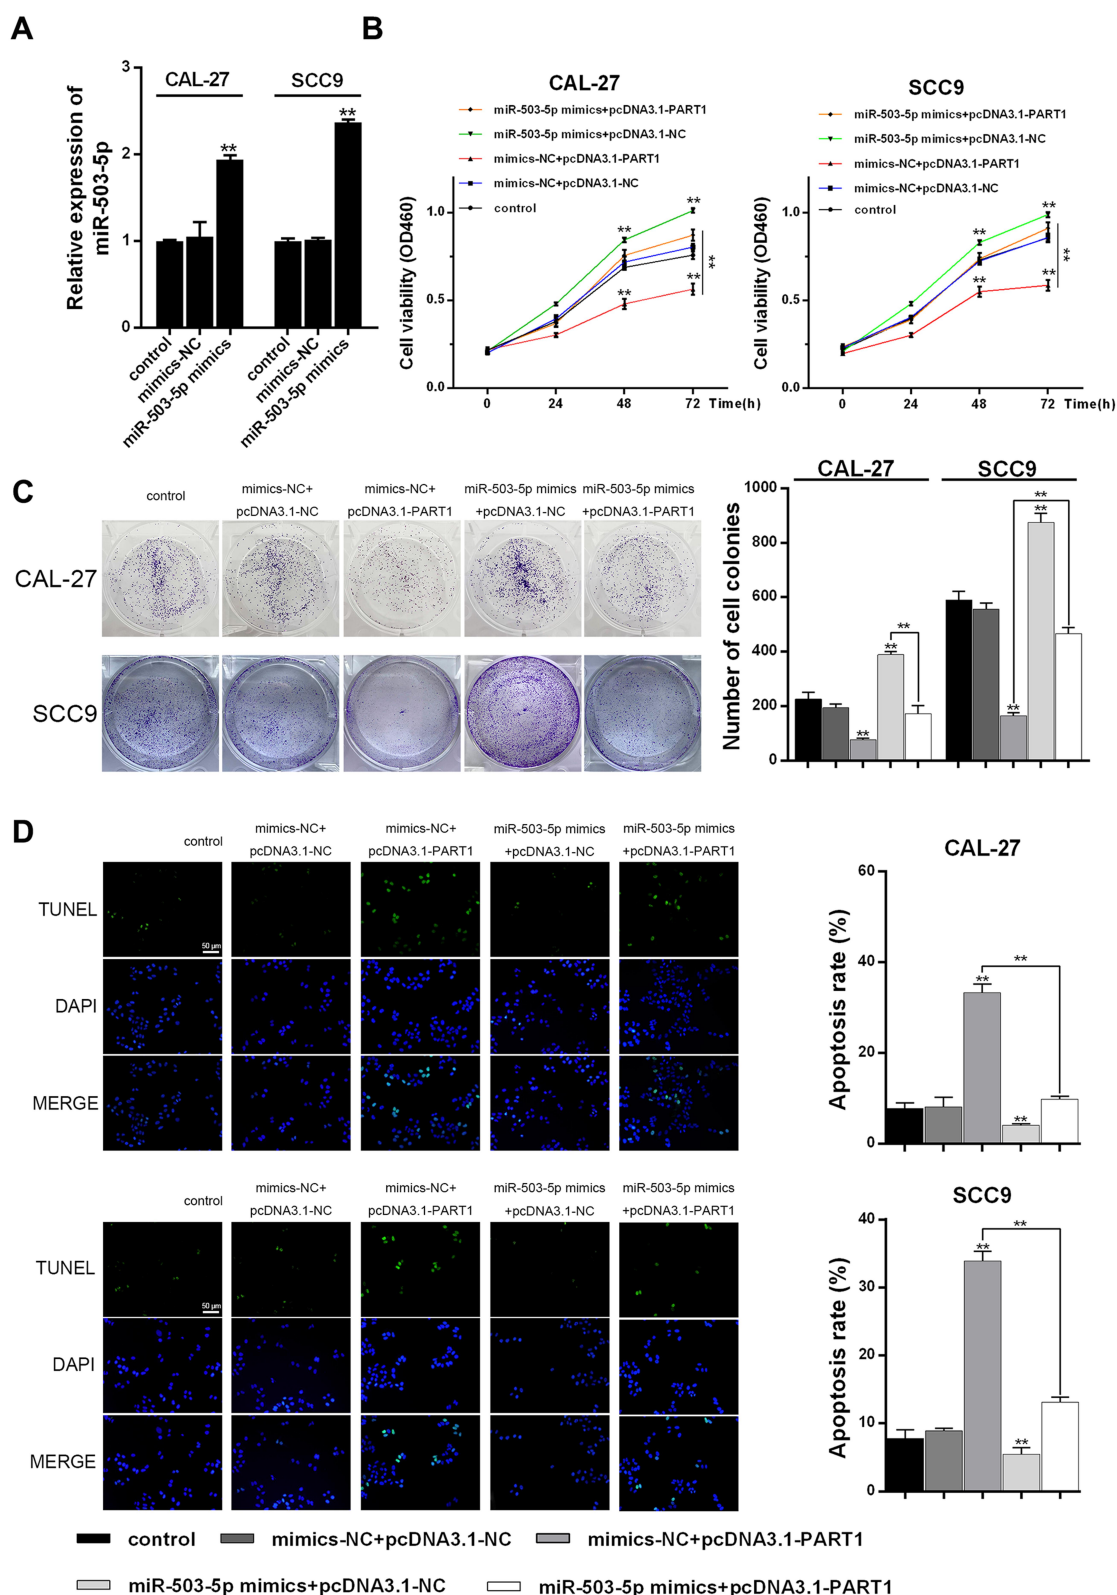 A
Relative expression of
miR-503-5p
3
2
1
0
CAL-27
SCC9
**
**
control
mimics-NC
miR-503-5p mimics
control
mimics-NC
miR-503-5p mimics
B
CAL-27
miR-503-5p mimics+pcDNA3.1-PART1
miR-503-5p mimics+pcDNA3.1-NC
mimics-NC+pcDNA3.1-PART1
mimics-NC+pcDNA3.1-NC
control
Cell viability (OD460)
1.0
0.5
0.0
**
**
**
**
**
0
24
48
72
Time(h)
SCC9
miR-503-5p mimics+pcDNA3.1-PART1
miR-503-5p mimics+pcDNA3.1-NC
mimics-NC+pcDNA3.1-PART1
mimics-NC+pcDNA3.1-NC
control
Cell viability (OD460)
1.0
0.5
0.0
**
**
**
**
**
0
24
48
72
Time(h)
C
control
mimics-NC+
pcDNA3.1-NC
mimics-NC+
pcDNA3.1-PART1
miR-503-5p mimics
+pcDNA3.1-NC
miR-503-5p mimics
+pcDNA3.1-PART1
CAL-27
SCC9
Number of cell colonies
1000
800
600
400
200
0
CAL-27
SCC9
**
**
**
**
**
**
D
control
mimics-NC+
pcDNA3.1-NC
mimics-NC+
pcDNA3.1-PART1
miR-503-5p mimics
+pcDNA3.1-NC
miR-503-5p mimics
+pcDNA3.1-PART1
TUNEL
50 μm
DAPI
MERGE
CAL-27
Apoptosis rate (%)
60
40
20
0
**
**
**
control
mimics-NC+
pcDNA3.1-NC
mimics-NC+
pcDNA3.1-PART1
miR-503-5p mimics
+pcDNA3.1-NC
miR-503-5p mimics
+pcDNA3.1-PART1
TUNEL
50 μm
DAPI
MERGE
SCC9
Apoptosis rate (%)
40
30
20
10
0
**
**
**
control
mimics-NC+pcDNA3.1-NC
mimics-NC+pcDNA3.1-PART1
miR-503-5p mimics+pcDNA3.1-NC
miR-503-5p mimics+pcDNA3.1-PART1